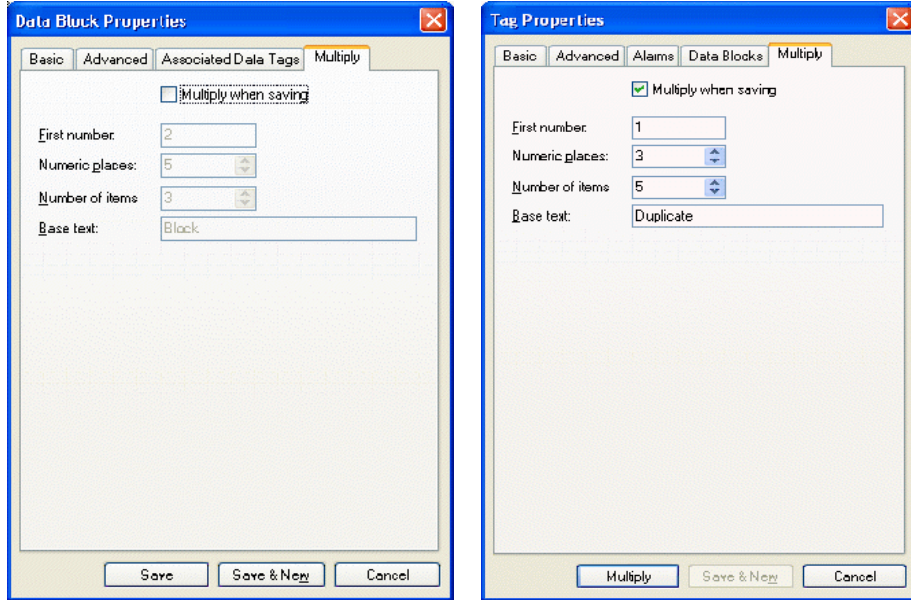 Data Block Properties
Basic Advanced Associated Data Tags Multiply
Multiply when saving
First number: 2
Numeric places: 5
Number of items 3
Base text: Block
Save Save & New Cancel
Tag Properties
Basic Advanced Alarms Data Blocks Multiply
Multiply when saving
First number: 1
Numeric places: 3
Number of items 5
Base text: Duplicate
Multiply Save & New Cancel